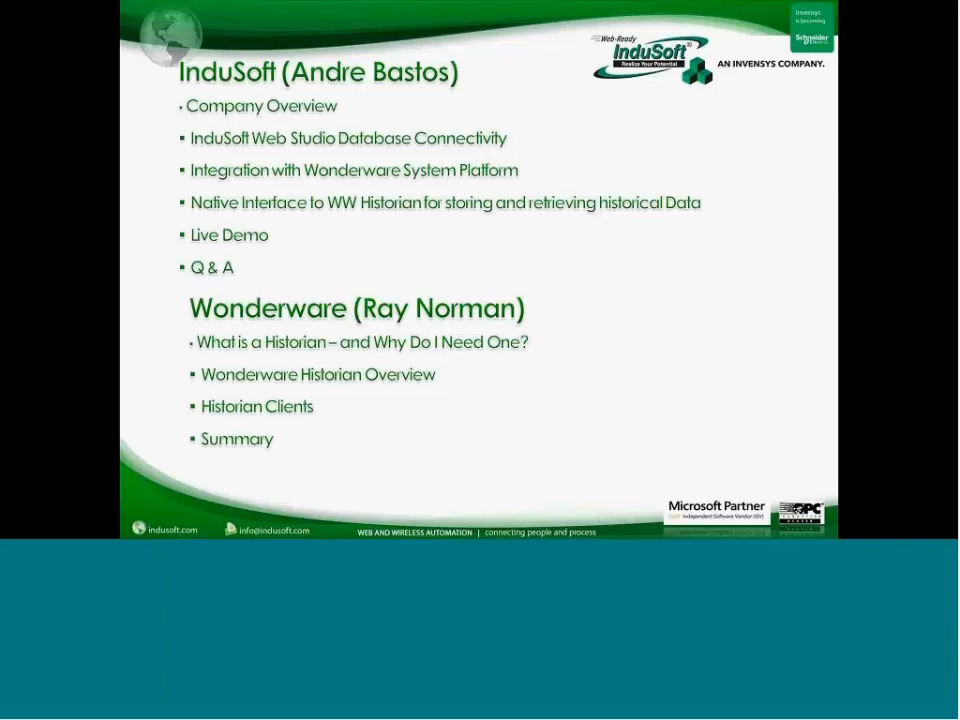 invensys
is becoming
Schneider
Electric
Web-Ready
InduSoft®
Realize Your Potential
AN INVENSYS COMPANY.
InduSoft (Andre Bastos)
• Company Overview
▪ InduSoft Web Studio Database Connectivity
▪ Integration with Wonderware System Platform
▪ Native Interface to WW Historian for storing and retrieving historical Data
▪ Live Demo
▪ Q & A
Wonderware (Ray Norman)
• What is a Historian – and Why Do I Need One?
▪ Wonderware Historian Overview
▪ Historian Clients
▪ Summary
Microsoft Partner
Independent Software Vendor (ISV)
OPC
indusoft.com
info@indusoft.com
WEB AND WIRELESS AUTOMATION | connecting people and process